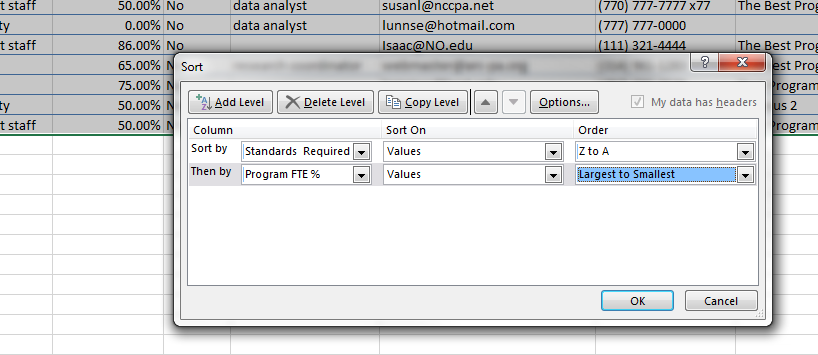 t staff 50.00% No data analyst susanl@nccpa.net (770) 777-7777 x77 The Best Prog
ty 0.00% No data analyst lunnse@hotmail.com (777) 777-0000
t staff 86.00% No Isaac@NO.edu (111) 321-4444 The Best Prog
65.00% The Best Prog
75.00% Program
ty 50.00% us 2
t staff 50.00% Program
Sort
Add Level Delete Level Copy Level Options... My data has headers
Column Sort On Order
Sort by Standards Required Values Z to A
Then by Program FTE % Values Largest to Smallest
OK Cancel